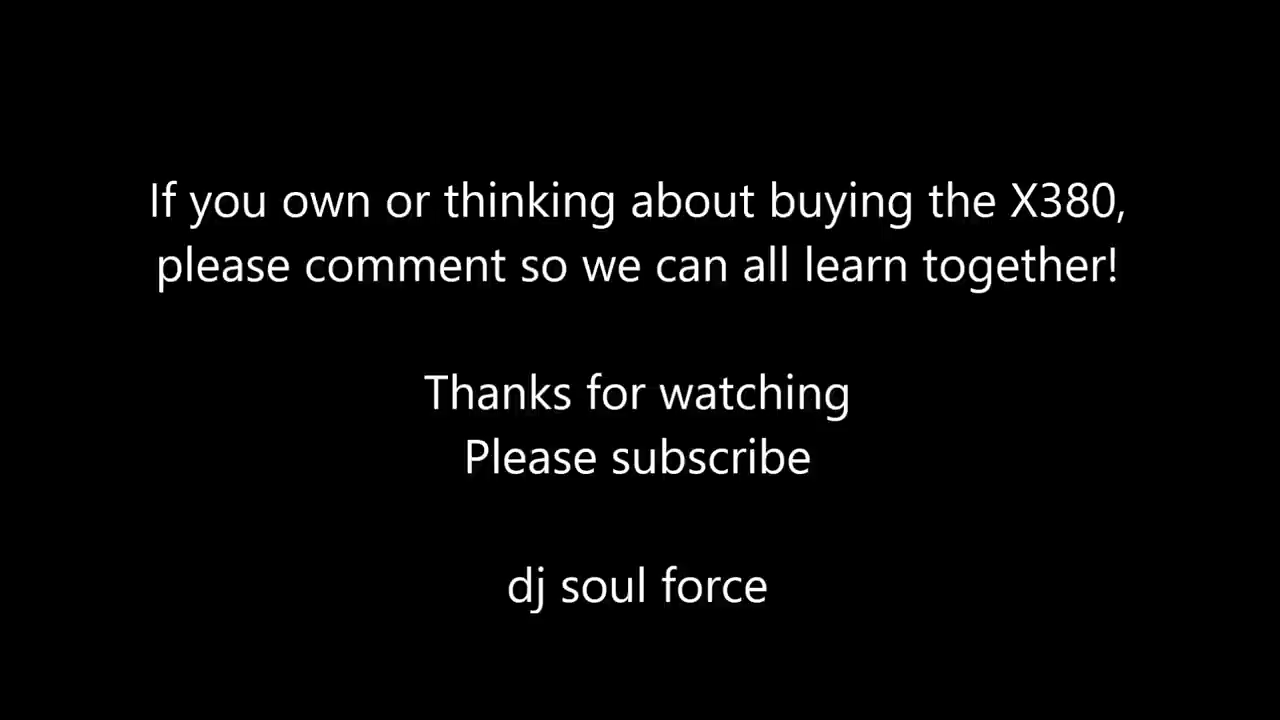 If you own or thinking about buying the X380,
please comment so we can all learn together!
Thanks for watching
Please subscribe
dj soul force